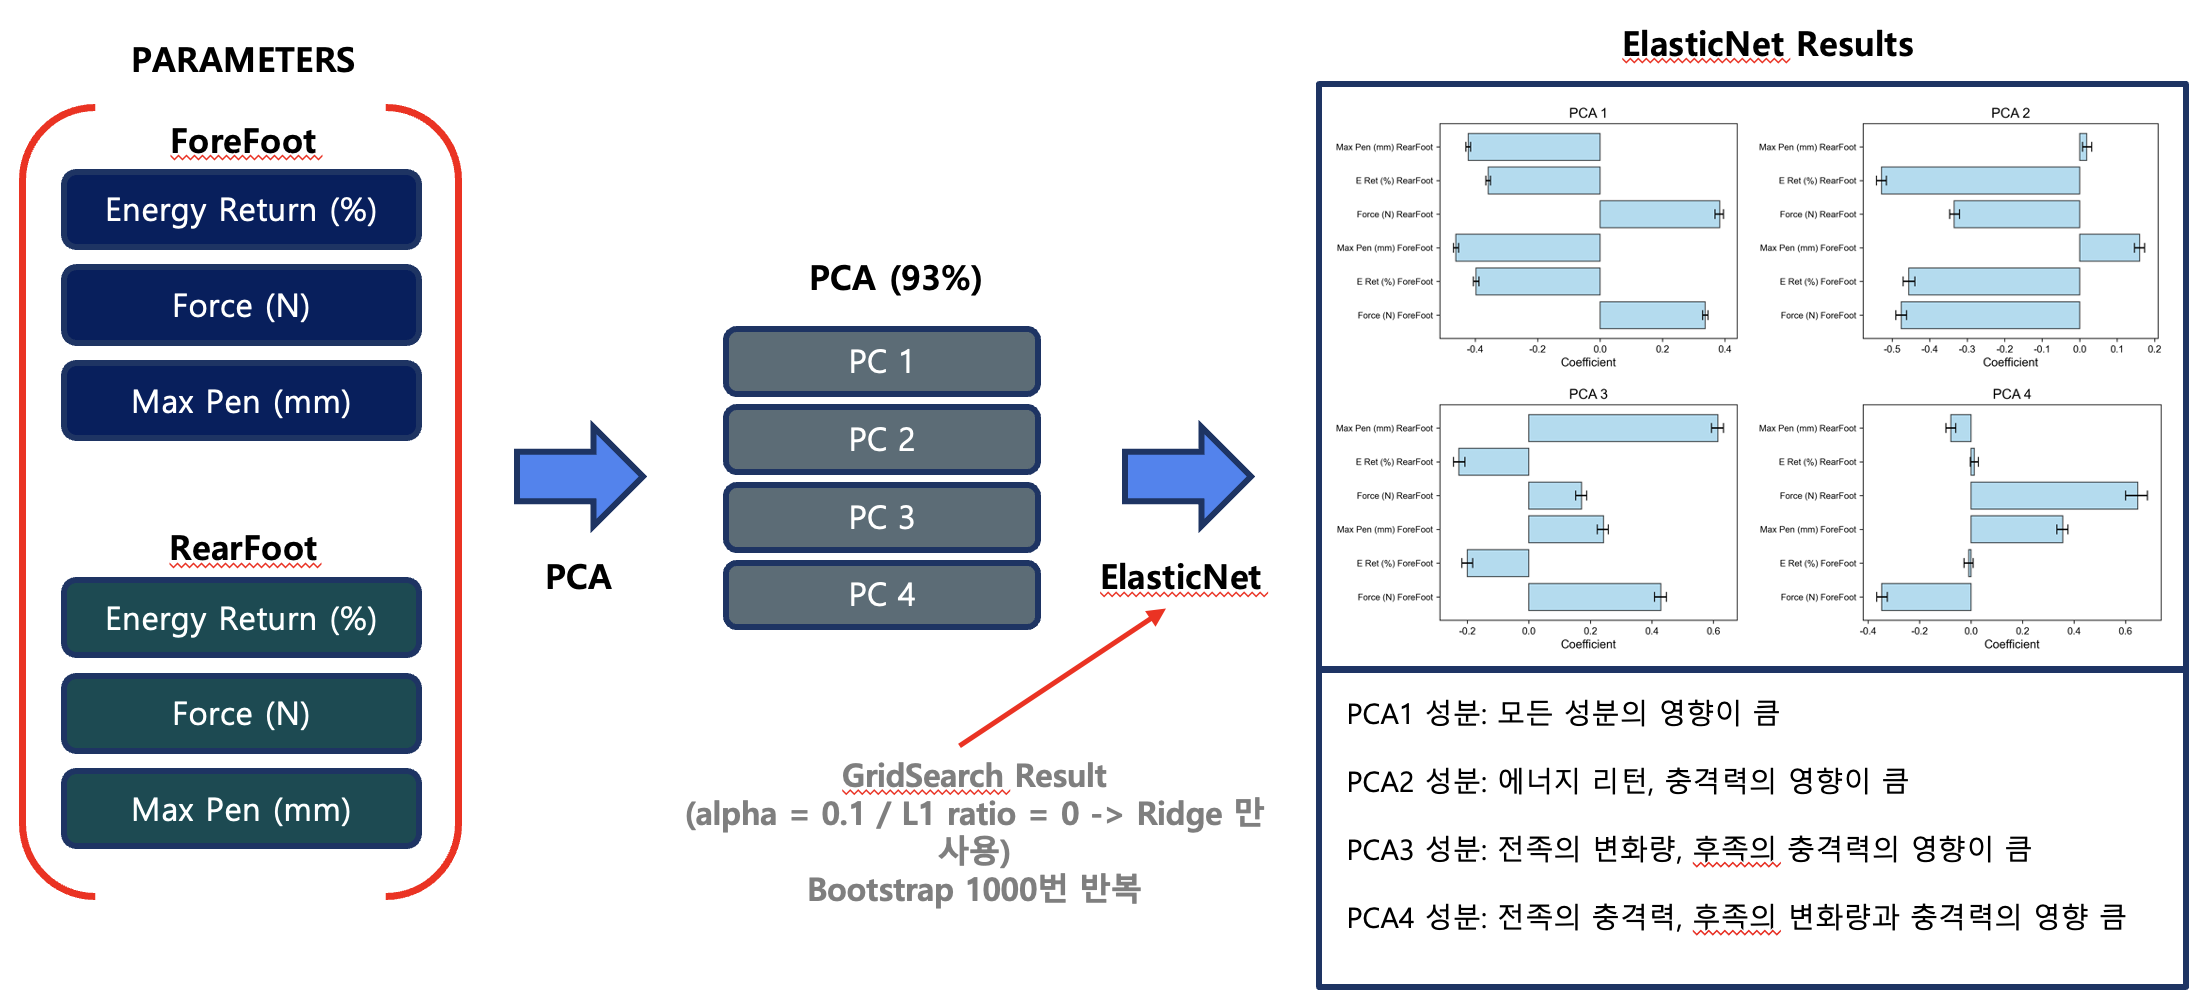 PARAMETERS
ForeFoot
Energy Return (%)
Force (N)
Max Pen (mm)
RearFoot
Energy Return (%)
Force (N)
Max Pen (mm)
PCA
PCA (93%)
PC 1
PC 2
PC 3
PC 4
ElasticNet
GridSearch Result
(alpha = 0.1 / L1 ratio = 0 -> Ridge 만
사용)
Bootstrap 1000번 반복
ElasticNet Results
PCA 1
Max Pen (mm) RearFoot
E Ret (%) RearFoot
Force (N) RearFoot
Max Pen (mm) ForeFoot
E Ret (%) ForeFoot
Force (N) ForeFoot
-0.4 -0.2 0.0 0.2 0.4
Coefficient
PCA 2
Max Pen (mm) RearFoot
E Ret (%) RearFoot
Force (N) RearFoot
Max Pen (mm) ForeFoot
E Ret (%) ForeFoot
Force (N) ForeFoot
-0.5 -0.4 -0.3 -0.2 -0.1 0.0 0.1 0.2
Coefficient
PCA 3
Max Pen (mm) RearFoot
E Ret (%) RearFoot
Force (N) RearFoot
Max Pen (mm) ForeFoot
E Ret (%) ForeFoot
Force (N) ForeFoot
-0.2 0.0 0.2 0.4 0.6
Coefficient
PCA 4
Max Pen (mm) RearFoot
E Ret (%) RearFoot
Force (N) RearFoot
Max Pen (mm) ForeFoot
E Ret (%) ForeFoot
Force (N) ForeFoot
-0.4 -0.2 0.0 0.2 0.4 0.6
Coefficient
PCA1 성분: 모든 성분의 영향이 큼
PCA2 성분: 에너지 리턴, 충격력의 영향이 큼
PCA3 성분: 전족의 변화량, 후족의 충격력의 영향이 큼
PCA4 성분: 전족의 충격력, 후족의 변화량과 충격력의 영향 큼